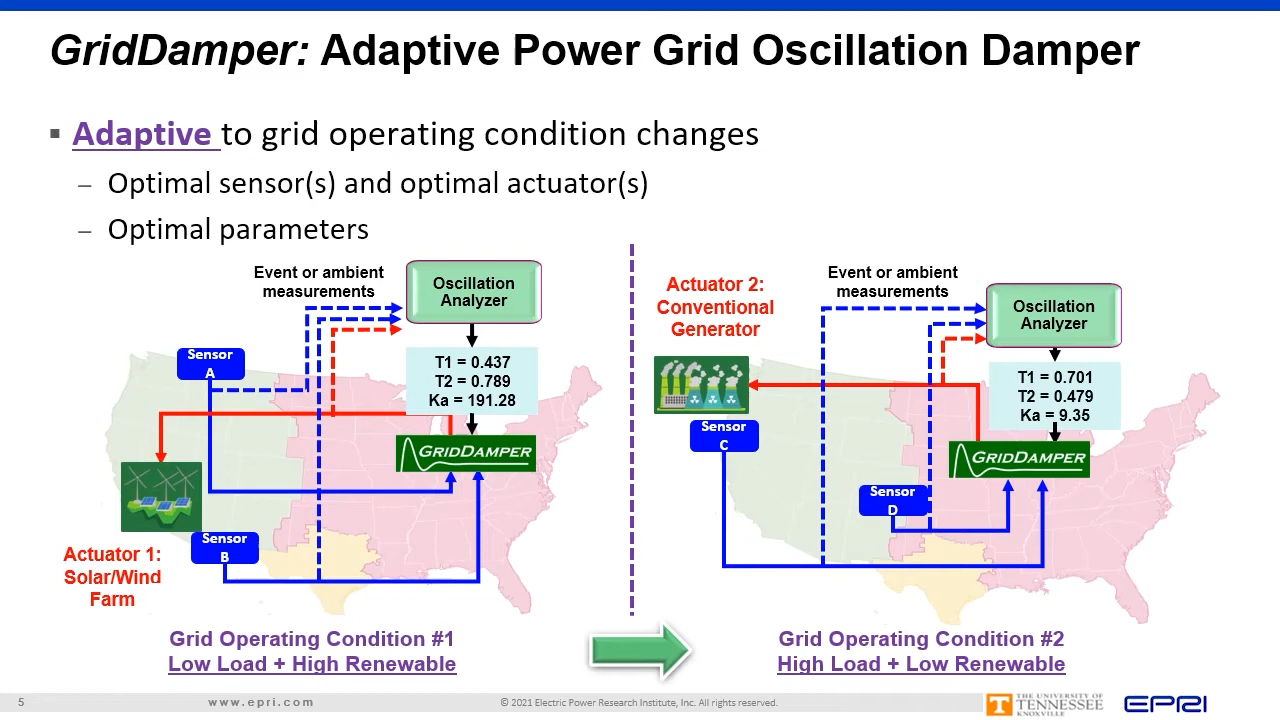 GridDamper: Adaptive Power Grid Oscillation Damper
▪ Adaptive to grid operating condition changes
– Optimal sensor(s) and optimal actuator(s)
– Optimal parameters
Event or ambient
measurements
Oscillation
Analyzer
T1 = 0.437
T2 = 0.789
Ka = 191.28
GRIDDAMPER
Sensor
A
Sensor
B
Actuator 1:
Solar/Wind
Farm
Grid Operating Condition #1
Low Load + High Renewable
Actuator 2:
Conventional
Generator
Event or ambient
measurements
Oscillation
Analyzer
T1 = 0.701
T2 = 0.479
Ka = 9.35
GRIDDAMPER
Sensor
C
Sensor
D
Grid Operating Condition #2
High Load + Low Renewable
5
www.epri.com
© 2021 Electric Power Research Institute, Inc. All rights reserved.
T
THE UNIVERSITY OF
TENNESSEE
KNOXVILLE
EPRI